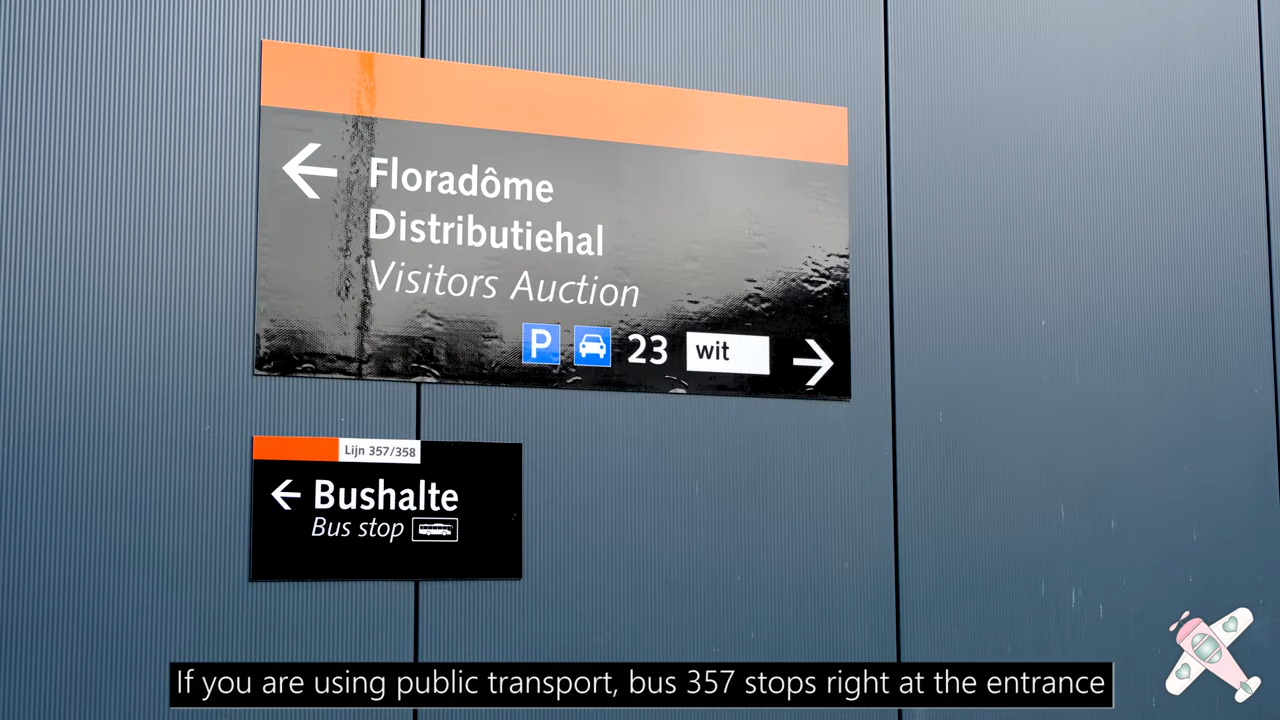 Floradôme
Distributiehal
Visitors Auction
P 23 wit
Lijn 357/358
Bushalte
Bus stop
If you are using public transport, bus 357 stops right at the entrance